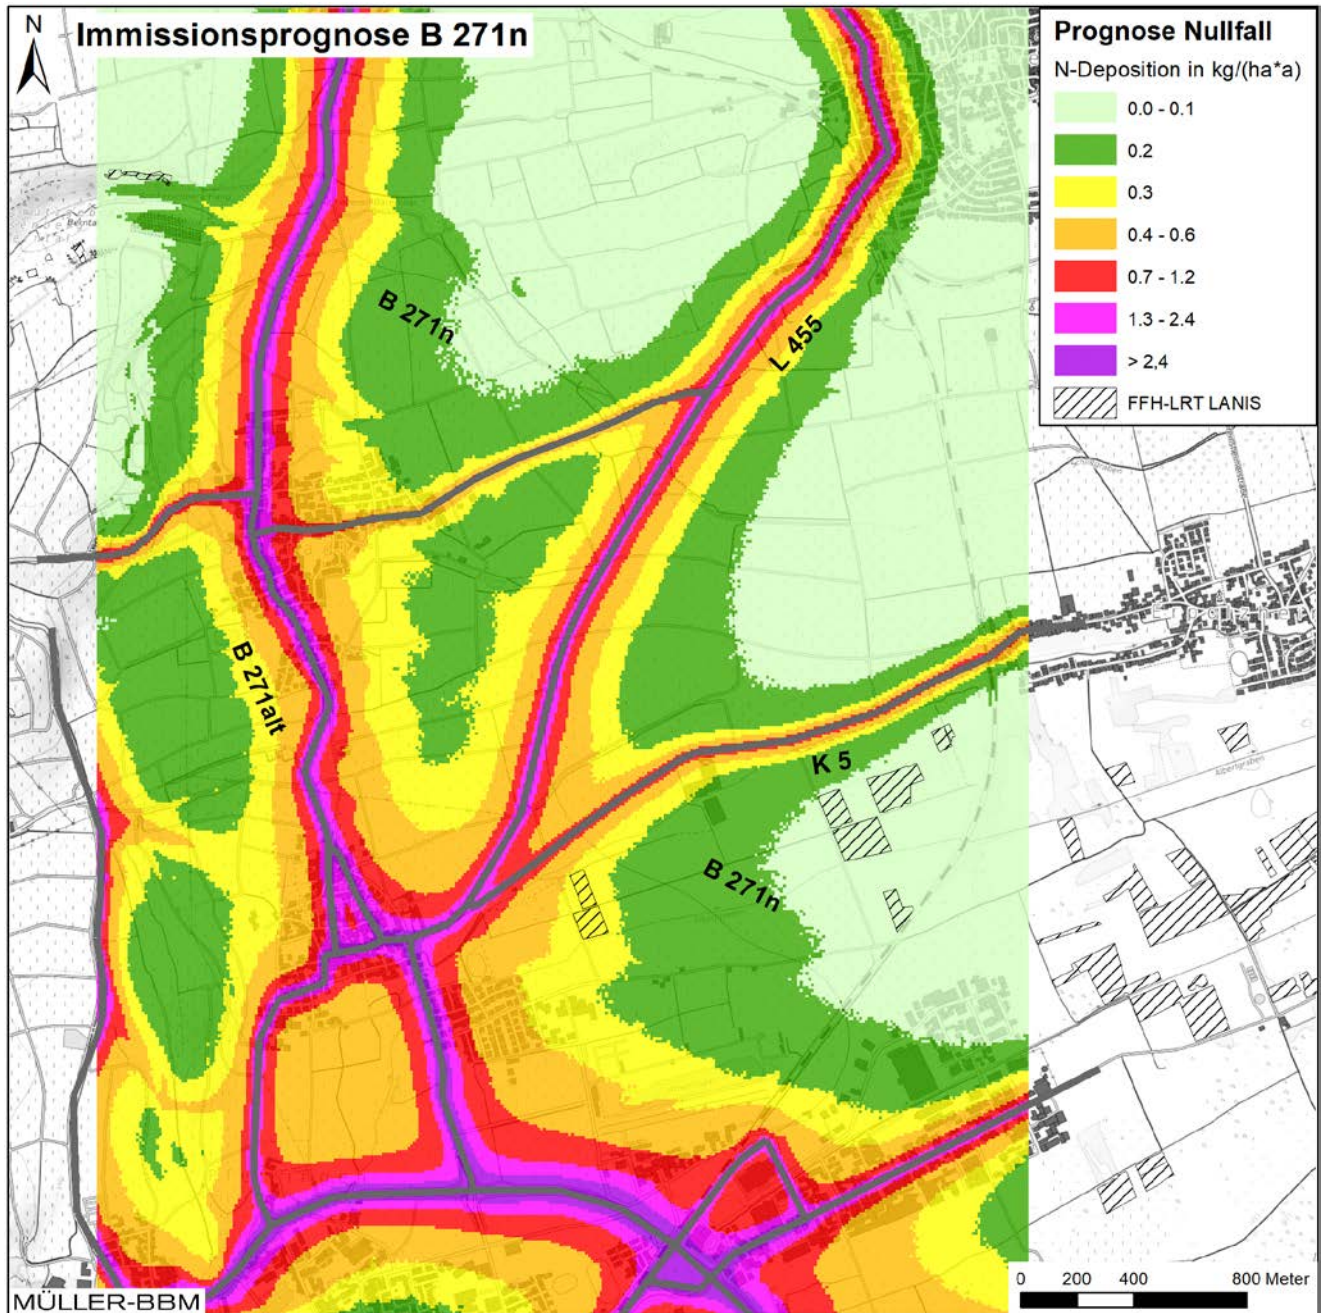 N
Immissionsprognose B 271n
Prognose Nullfall
N-Deposition in kg/(ha*a)
0.0 - 0.1
0.2
0.3
0.4 - 0.6
0.7 - 1.2
1.3 - 2.4
> 2,4
FFH-LRT LANIS
B 271n
L 455
B 271alt
K 5
B 271n
0 200 400 800 Meter
MÜLLER-BBM